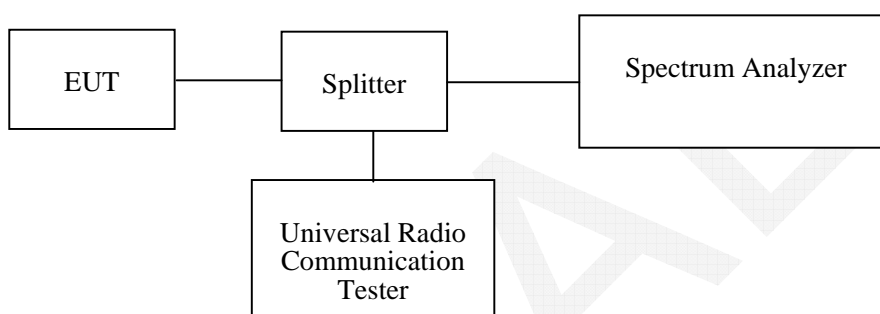 EUT
Splitter
Spectrum Analyzer
Universal Radio
Communication
Tester